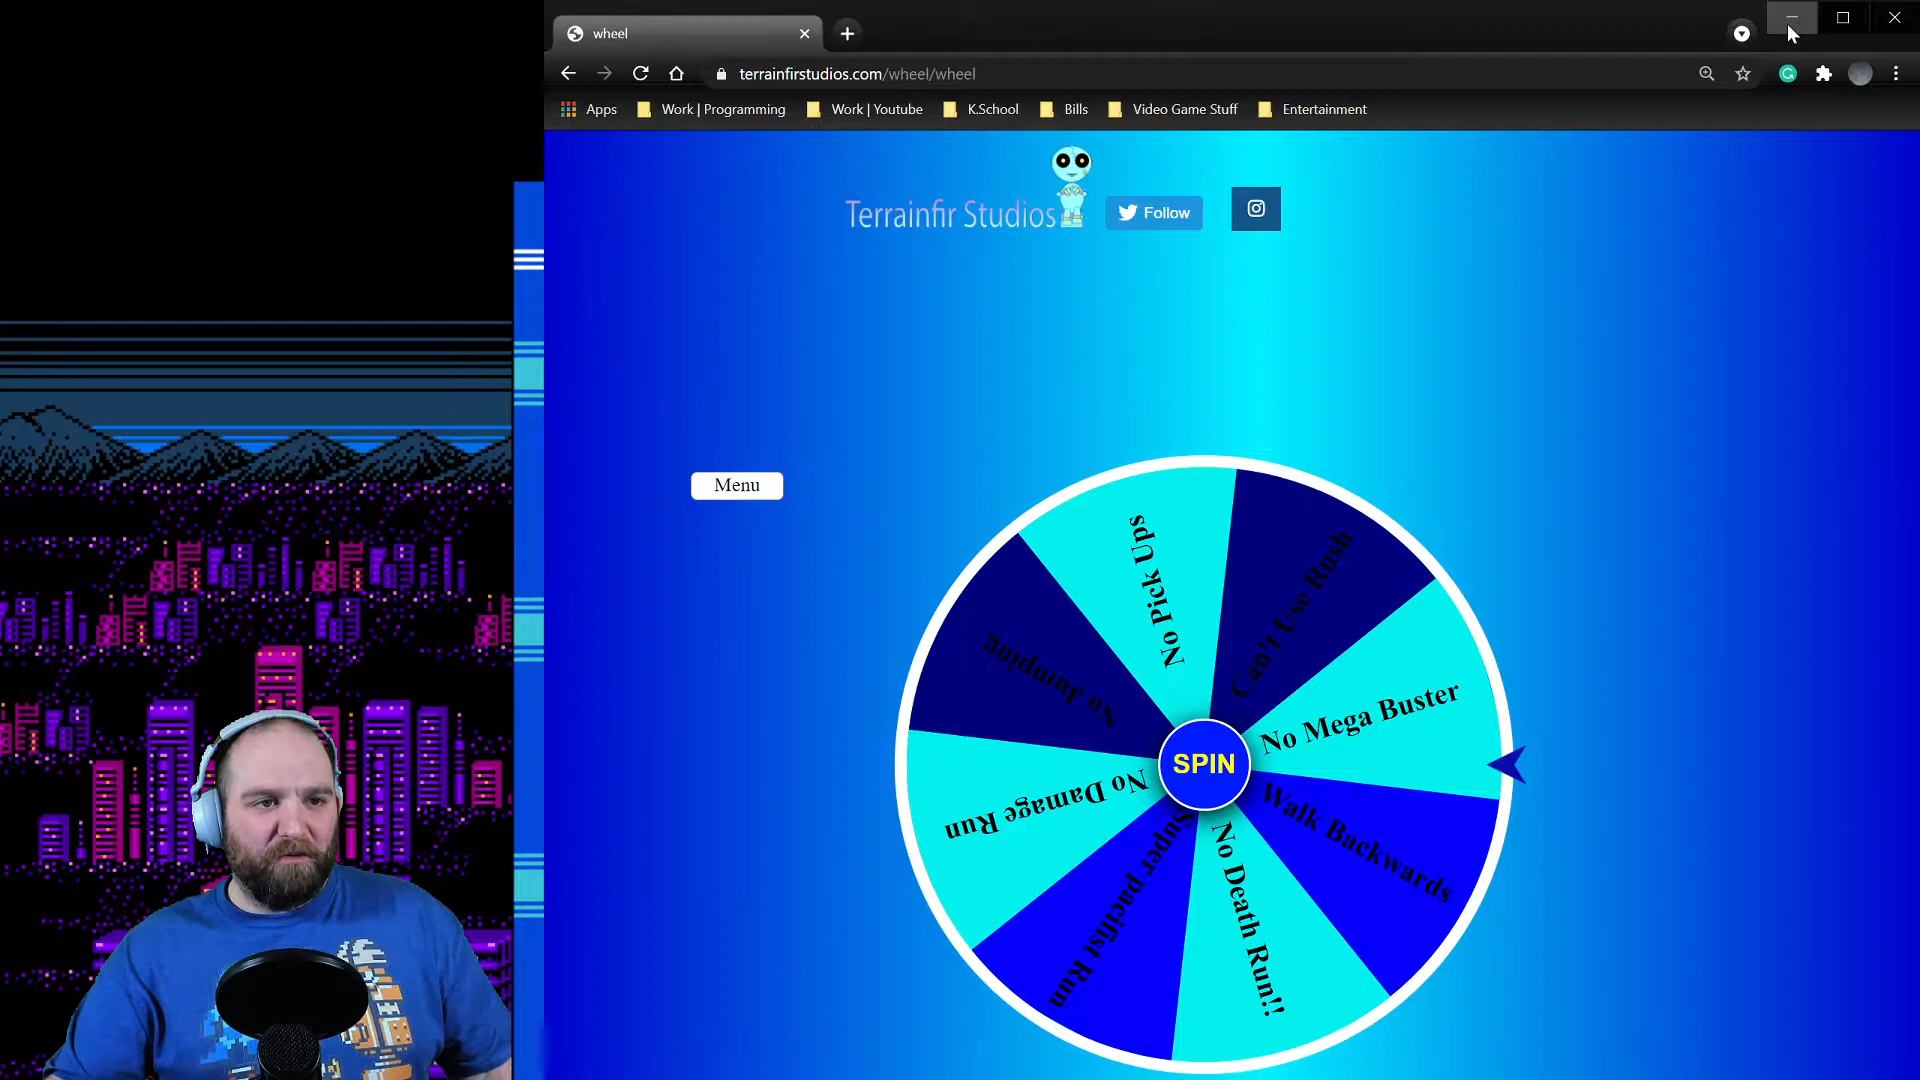 wheel
terrainfirstudios.com/wheel/wheel
Apps
Work | Programming
Work | Youtube
K.School
Bills
Video Game Stuff
Entertainment
Terrainfir Studios
Follow
Menu
No Pick Ups
Can't Use Rush
No Jumping
No Mega Buster
SPIN
No Damage Run
Walk Backwards
Super pacifist Run
No Death Run!!